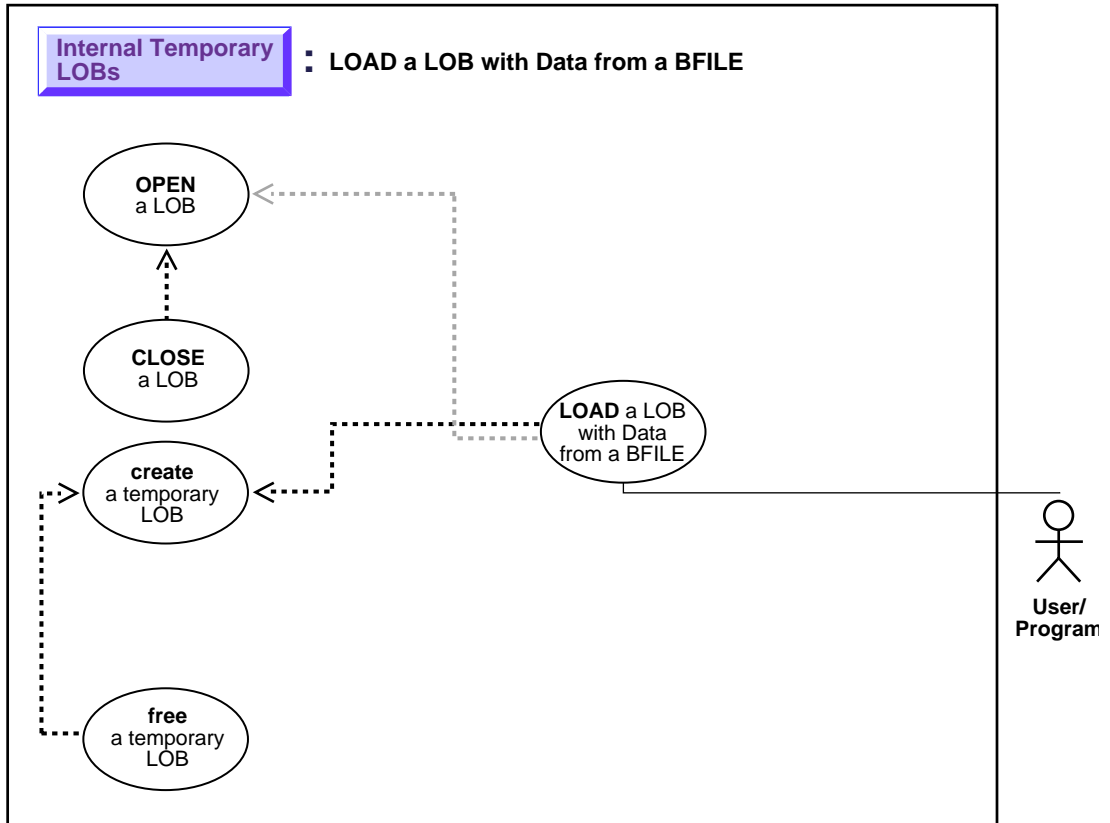 Internal Temporary
LOBs
: LOAD a LOB with Data from a BFILE
OPEN
a LOB
CLOSE
a LOB
LOAD a LOB
with Data
from a BFILE
create
a temporary
LOB
User/
Program
free
a temporary
LOB